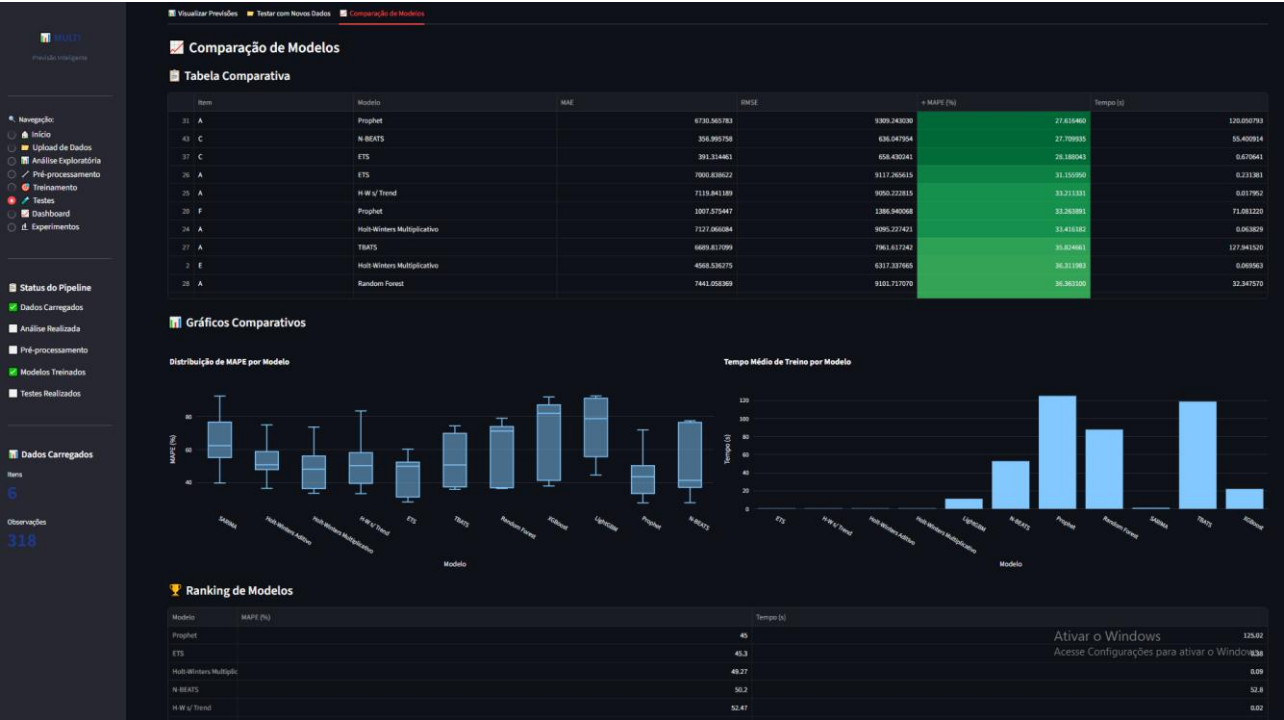 Visualizar Previsões Testar com Novos Dados Comparação de Modelos
MULTI
Previsão Inteligente
Navegação:
Início
Upload de Dados
Análise Exploratória
Pré-processamento
Treinamento
Testes
Dashboard
Experimentos
Status do Pipeline
Dados Carregados
Análise Realizada
Pré-processamento
Modelos Treinados
Testes Realizados
Dados Carregados
Itens
6
Observações
318
Comparação de Modelos
Tabela Comparativa
Item Modelo MAE RMSE MAPE (%) Tempo (s)
31 A Prophet 6730.565783 9309.243030 27.616460 120.050793
43 C N-BEATS 356.995758 636.047954 27.709935 55.400914
37 C ETS 391.314461 658.430241 28.188043 0.670641
26 A ETS 7000.838622 9117.265615 31.155950 0.231381
25 A H-W s/ Trend 7119.841189 9050.222815 33.211331 0.017952
20 F Prophet 1007.575447 1386.940068 33.263891 71.081220
24 A Holt-Winters Multiplicativo 7127.066084 9095.227421 33.416182 0.063829
27 A TBATS 6689.817099 7961.617242 35.824661 127.941520
2 E Holt-Winters Multiplicativo 4568.536275 6317.337665 36.311983 0.069563
28 A Random Forest 7441.058369 9101.717070 36.363100 32.347570
Gráficos Comparativos
Distribuição de MAPE por Modelo
MAPE (%)
80
60
40
SARIMA Holt-Winters Aditivo Holt-Winters Multiplicativo H-W s/ Trend ETS TBATS Random Forest XGBoost LightGBM Prophet N-BEATS
Modelo
Tempo Médio de Treino por Modelo
Tempo (s)
120
100
80
60
40
20
0
ETS H-W s/ Trend Holt-Winters Aditivo Holt-Winters Multiplicativo LightGBM N-BEATS Prophet Random Forest SARIMA TBATS XGBoost
Modelo
Ranking de Modelos
Modelo MAPE (%) Tempo (s)
Prophet 45 125.02
ETS 45.3
Holt-Winters Multiplic 49.27 0.09
N-BEATS 50.2 52.8
H-W s/ Trend 52.47 0.02
Ativar o Windows
Acesse Configurações para ativar o Windows.